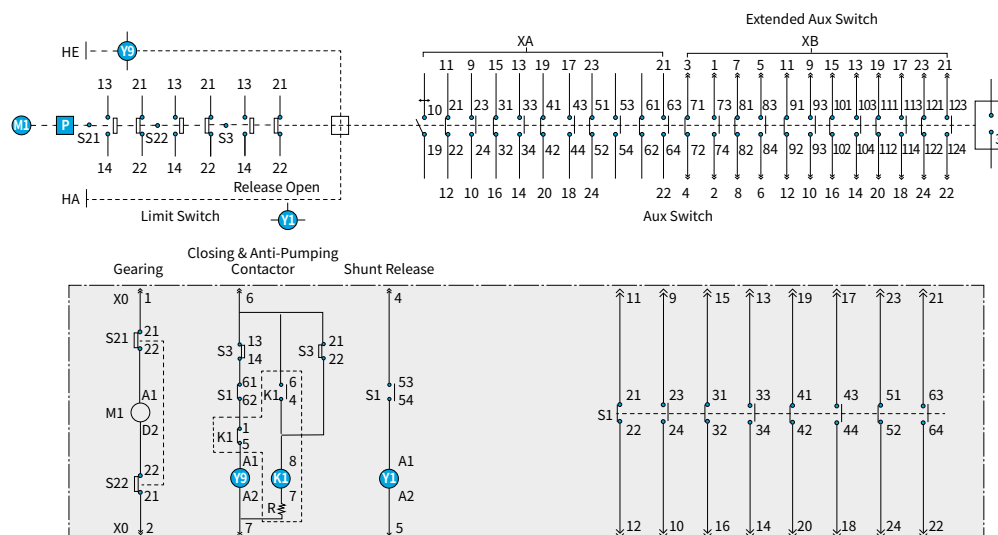 Extended Aux Switch
XA XB
HE Y9
11 9 15 13 19 17 23 21 3 1 7 5 11 9 15 13 19 17 23 21
13 21 13 21 13 21
10 21 23 31 33 41 43 51 53 61 63 71 73 81 83 91 93 101 103 111 113 121 123
M1 P S21 S22 S3
19 22 24 32 34 42 44 52 54 62 64 72 74 82 84 92 93 102 104 112 114 122 124
14 22 14 22 14 22
Release Open
12 10 16 14 20 18 24 22 4 2 8 6 12 10 16 14 20 18 24 22
HA
Limit Switch Y1 Aux Switch
Closing & Anti-Pumping
Gearing Contactor Shunt Release
X0 1 6 4 11 9 15 13 19 17 23 21
S21 21 22
S3 13 14
S3 21 22
S1 61 62
K1 6 4
S1 53 54
M1 A1 D2
K1 1 5
S1 21 23 31 33 41 43 51 63
22 24 32 34 42 44 52 64
A1 8 A1
Y9 K1 Y1
A2 7 A2
S22 22 21
R
X0 2 7 5 12 10 16 14 20 18 24 22